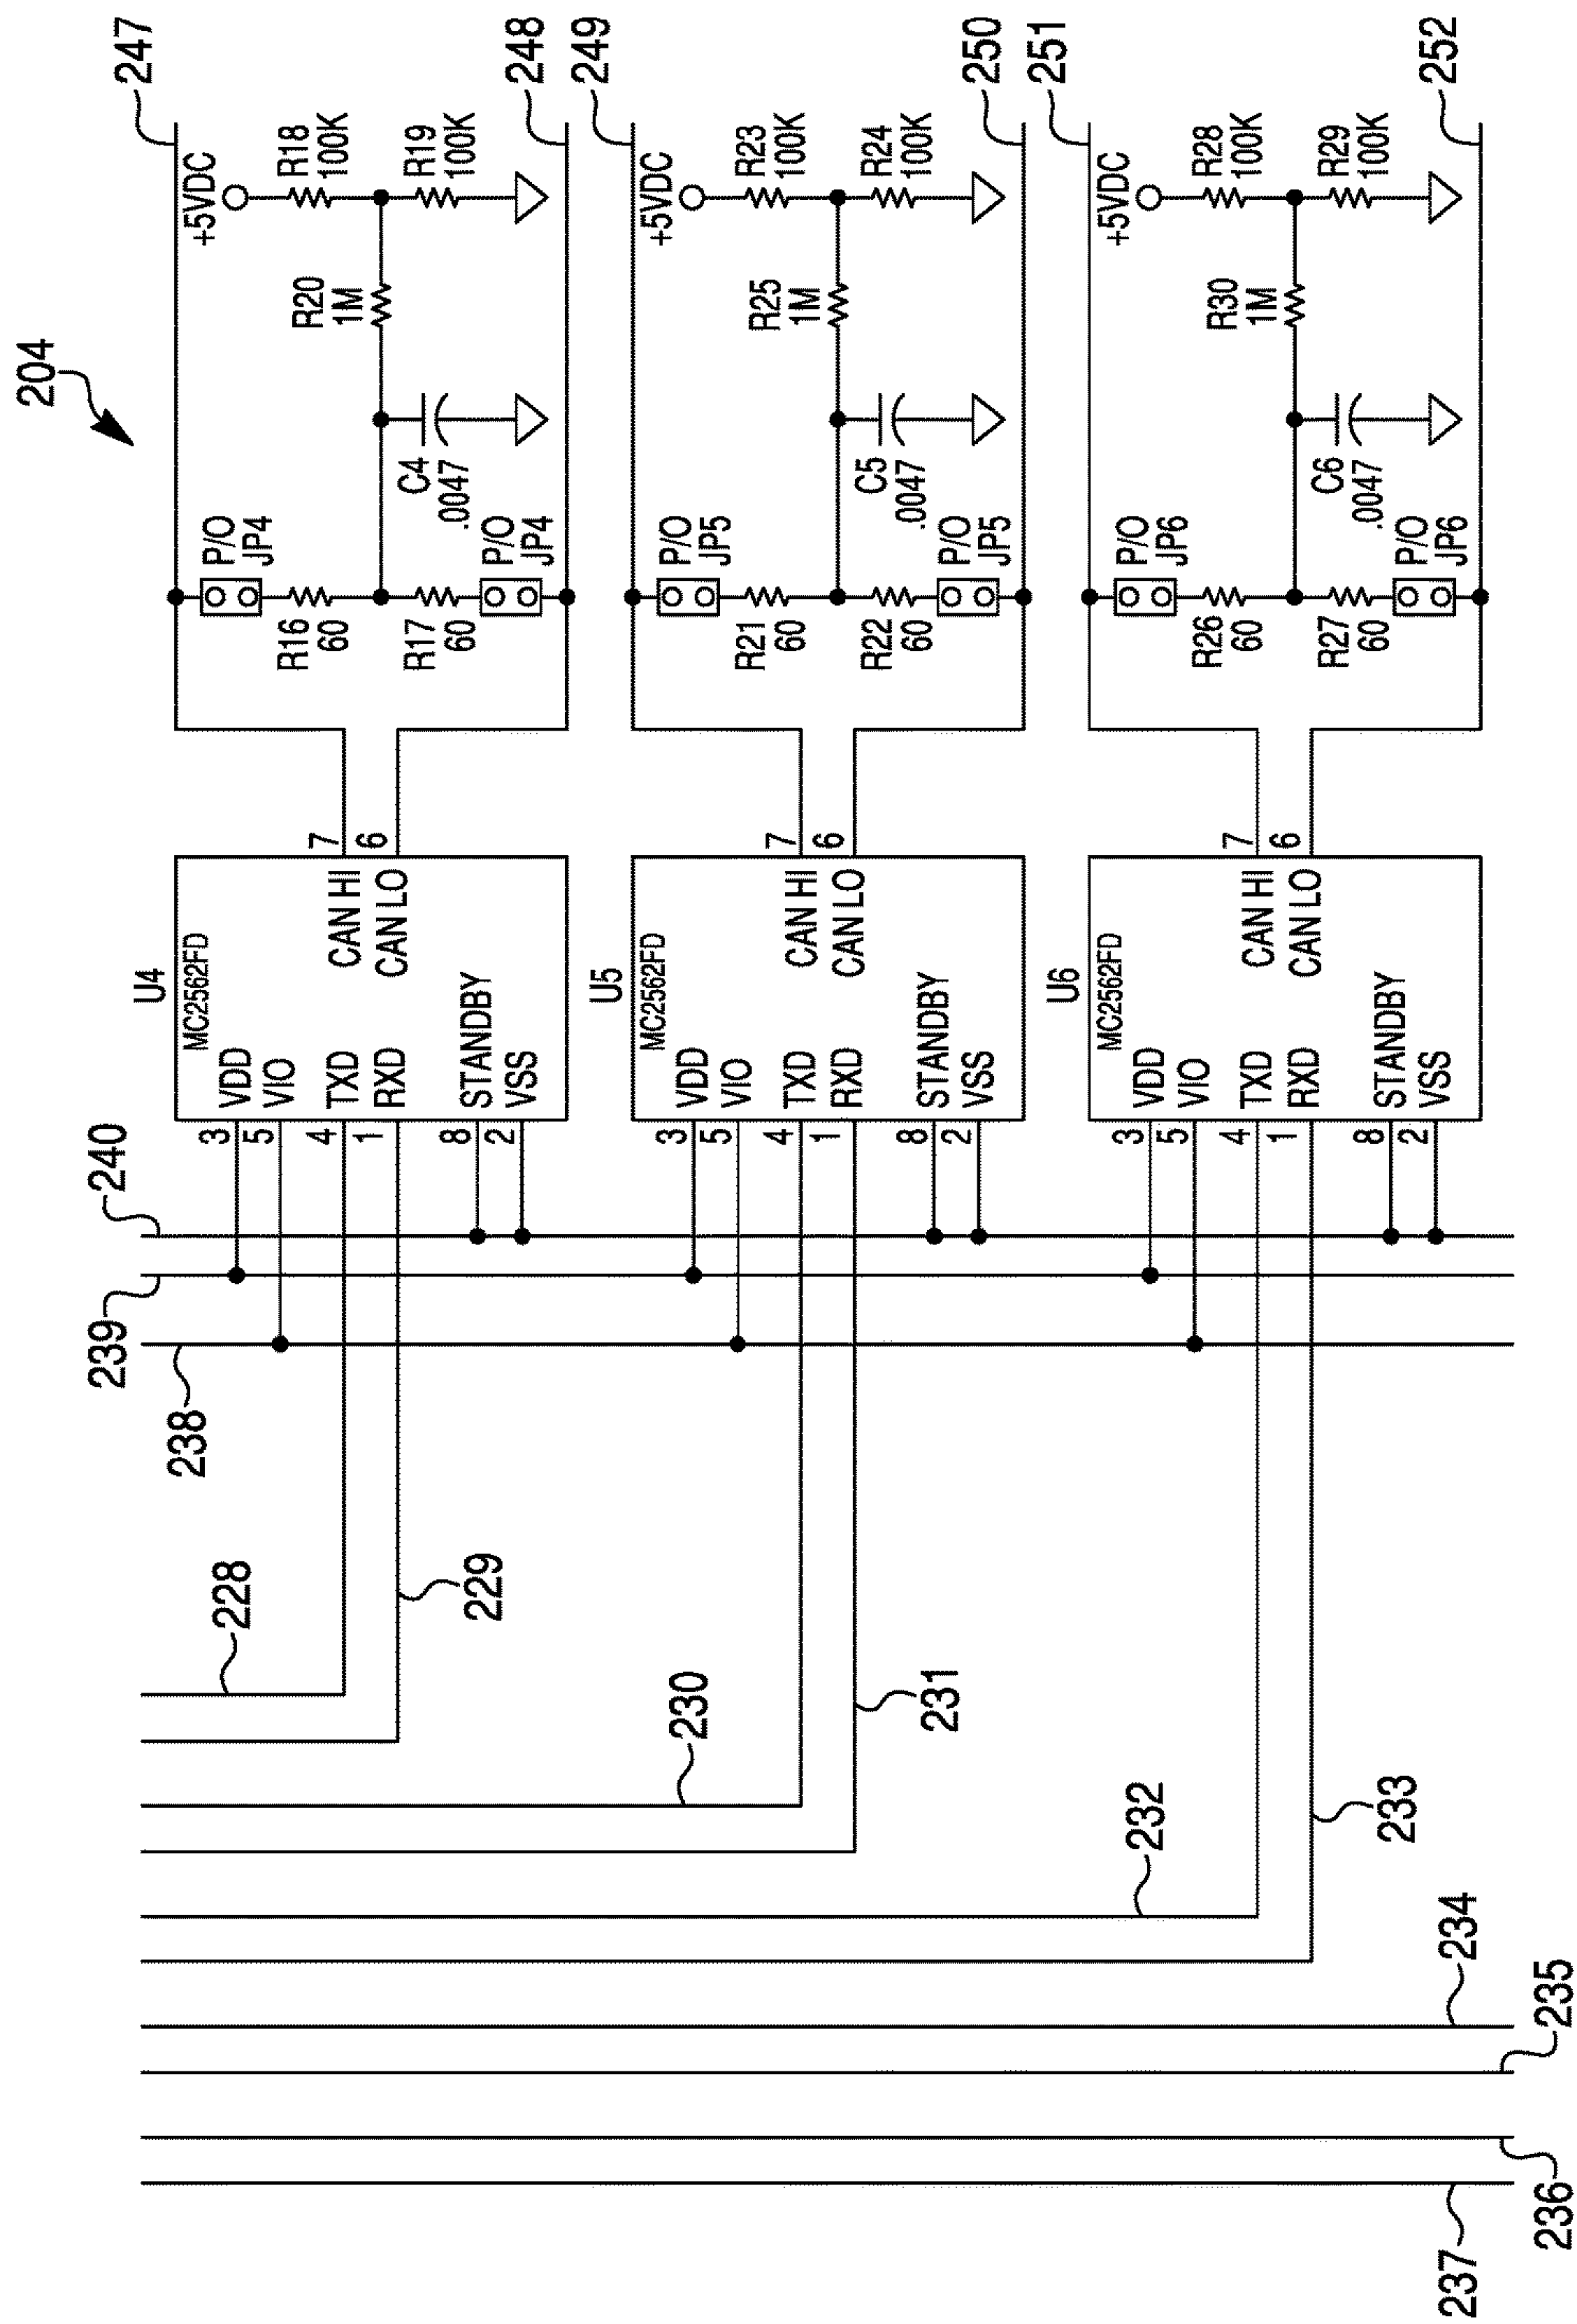 204
247
+5VDC
R18
100K
R19
100K
R20
1M
C4
.0047
P/O
JP4
P/O
JP4
R16
60
R17
60
248
249
+5VDC
R23
100K
R24
100K
R25
1M
C5
.0047
P/O
JP5
P/O
JP5
R21
60
R22
60
250
251
+5VDC
R28
100K
R29
100K
R30
1M
C6
.0047
P/O
JP6
P/O
JP6
R26
60
R27
60
252
U4
MC2562FD
7
6
CAN HI
CAN LO
VDD
VIO
TXD
RXD
STANDBY
VSS
3
5
4
1
8
2
U5
MC2562FD
7
6
CAN HI
CAN LO
VDD
VIO
TXD
RXD
STANDBY
VSS
3
5
4
1
8
2
U6
MC2562FD
7
6
CAN HI
CAN LO
VDD
VIO
TXD
RXD
STANDBY
VSS
3
5
4
1
8
2
240
239
238
228
229
230
231
232
233
234
235
236
237